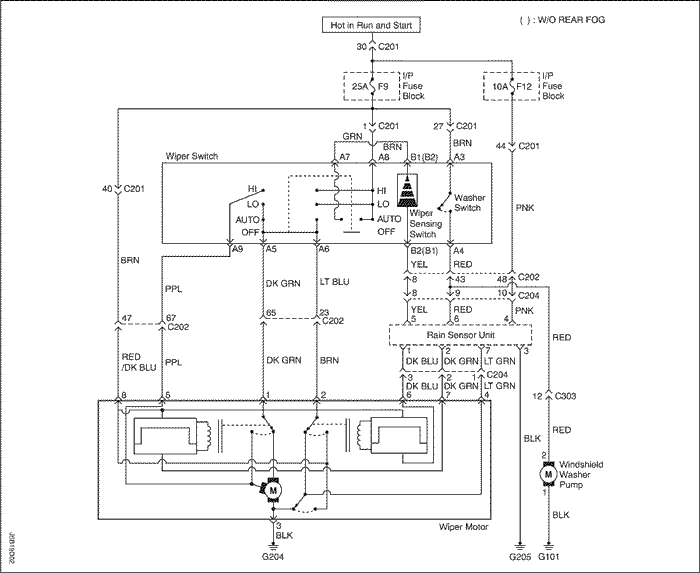 Hot in Run and Start
( ) : W/O REAR FOG
30 C201
25A F9
I/P
Fuse
Block
10A F12
I/P
Fuse
Block
GRN
1 C201
27 C201
BRN
BRN
44 C201
Wiper Switch
A7 A8 B1(B2) A3
40 C201
HI
LO
AUTO
OFF
HI
LO
AUTO
OFF
Wiper
Sensing
Switch
Washer
Switch
PNK
A9 A5 A6 B2(B1) A4
BRN
PPL
DK GRN
LT BLU
YEL
RED
8 43 48 C202
8 9 10 C204
YEL RED PNK
47 67 C202
65 23 C202
5 6 4
Rain Sensor Unit
RED
RED
/DK BLU
PPL
DK GRN
BRN
1 2 7 3
DK BLU DK GRN LT GRN
3 2 1 C204
DK BLU DK GRN LT GRN
8 5 1 2 6 7 4
12 C303
BLK
RED
2
M
Windshield
Washer
Pump
1
M
Wiper Motor
3
BLK
BLK
G204
G205
G101